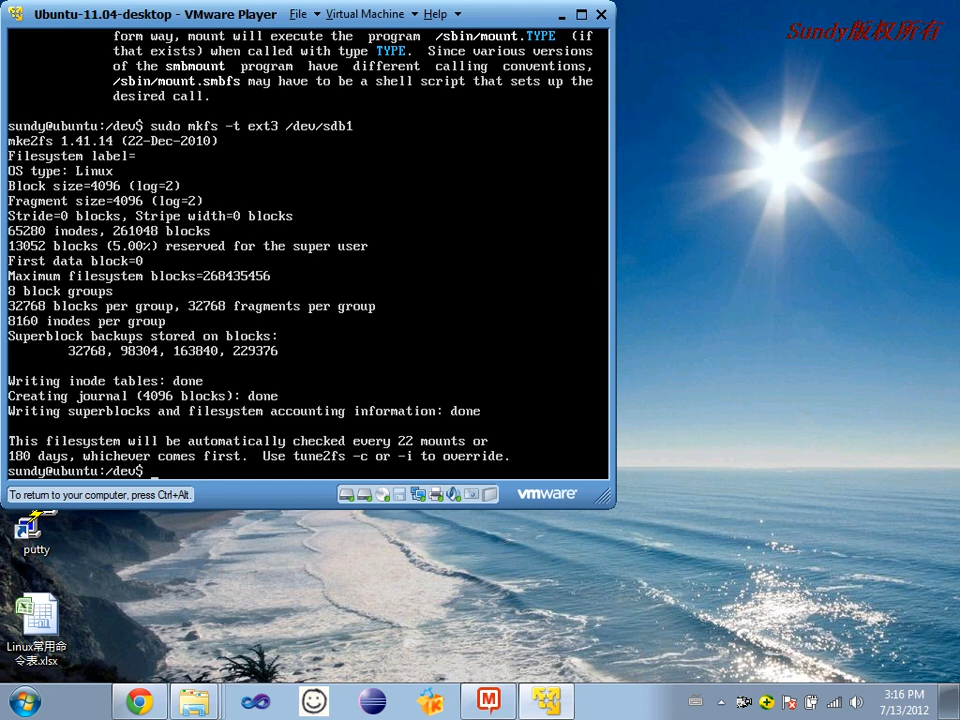 Ubuntu-11.04-desktop - VMware Player File Virtual Machine Help
Sundy版权所有
form way, mount will execute the program /sbin/mount.TYPE (if
that exists) when called with type TYPE. Since various versions
of the smbmount program have different calling conventions,
/sbin/mount.smbfs may have to be a shell script that sets up the
desired call.
sundy@ubuntu:/dev$ sudo mkfs -t ext3 /dev/sdb1
mke2fs 1.41.14 (22-Dec-2010)
Filesystem label=
OS type: Linux
Block size=4096 (log=2)
Fragment size=4096 (log=2)
Stride=0 blocks, Stripe width=0 blocks
65280 inodes, 261048 blocks
13052 blocks (5.00%) reserved for the super user
First data block=0
Maximum filesystem blocks=268435456
8 block groups
32768 blocks per group, 32768 fragments per group
8160 inodes per group
Superblock backups stored on blocks:
32768, 98304, 163840, 229376
Writing inode tables: done
Creating journal (4096 blocks): done
Writing superblocks and filesystem accounting information: done
This filesystem will be automatically checked every 22 mounts or
180 days, whichever comes first. Use tune2fs -c or -i to override.
sundy@ubuntu:/dev$
To return to your computer, press Ctrl+Alt.
vmware
putty
Linux常用命
令表.xlsx
3:16 PM
7/13/2012